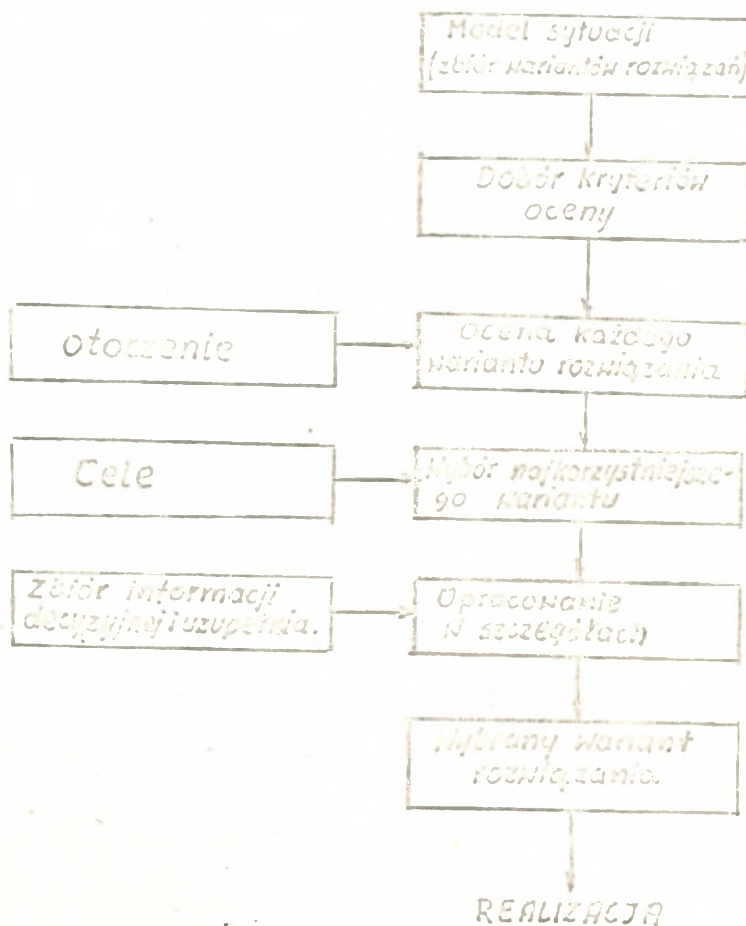 Model sytuacji
(zbiór wariantów rozwiązań)
Dobór kryteriów
oceny
Otoczenie
Ocena każdego
wariantu rozwiązania
Cele
Wybór najkorzystniejsze-
go wariantu
Zbiór informacji
decyzyjnej i uzupełnia.
Opracowanie
w szczegółach
Wybrany wariant
rozwiązania.
REALIZACJA